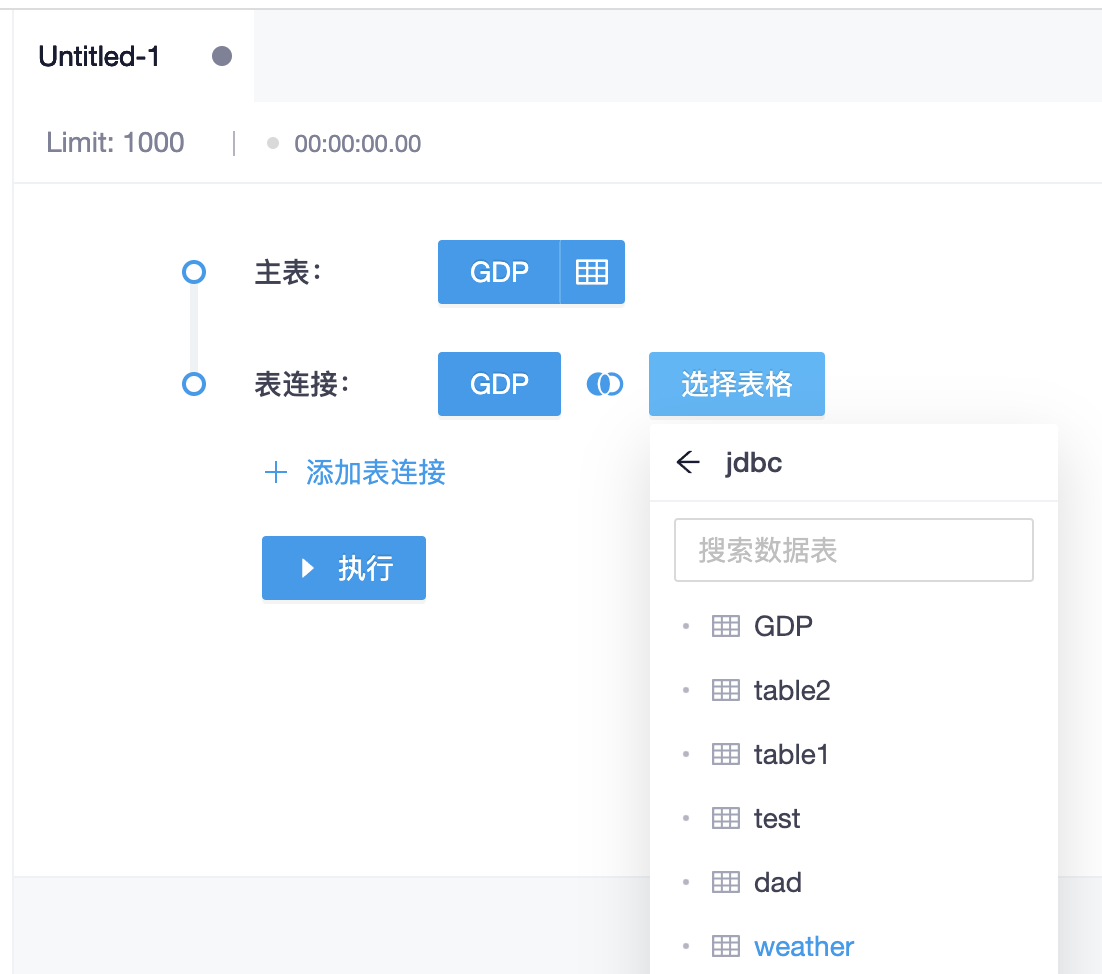 Untitled-1
Limit: 1000 | 00:00:00.00
主表： GDP
表连接： GDP 选择表格
添加表连接
执行
jdbc
搜索数据表
GDP
table2
table1
test
dad
weather